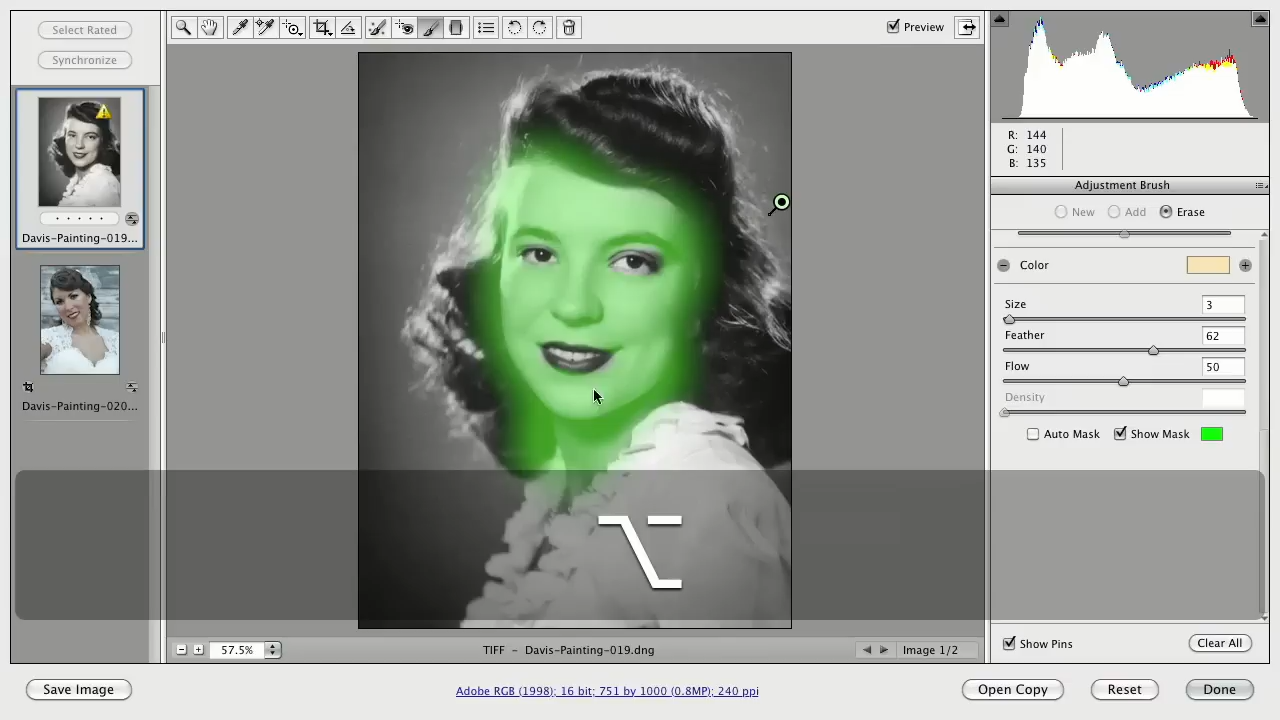 Select Rated
Synchronize
Davis-Painting-019...
Davis-Painting-020...
Preview
R: 144
G: 140
B: 135
Adjustment Brush
New
Add
Erase
Color
Size
3
Feather
62
Flow
50
Density
Auto Mask
Show Mask
57.5%
TIFF – Davis-Painting-019.dng
Image 1/2
Show Pins
Clear All
Save Image
Adobe RGB (1998); 16 bit; 751 by 1000 (0.8MP); 240 ppi
Open Copy
Reset
Done